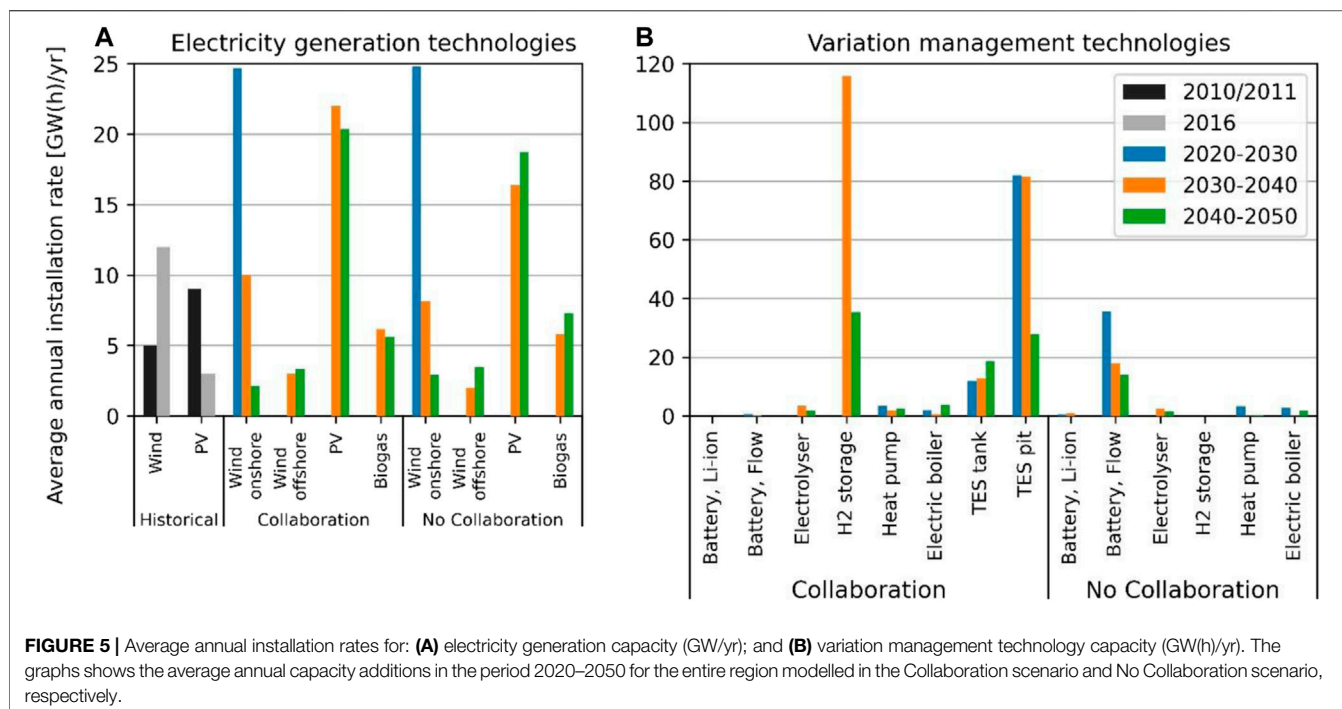 A
Electricity generation technologies
Average annual installation rate [GW(h)/yr]
25
20
15
10
5
0
Wind
PV
Wind
onshore
Wind
offshore
PV
Biogas
Wind
onshore
Wind
offshore
PV
Biogas
Historical
Collaboration
No Collaboration
B
Variation management technologies
120
100
80
60
40
20
0
2010/2011
2016
2020-2030
2030-2040
2040-2050
Battery, Li-ion
Battery, Flow
Electrolyser
H2 storage
Heat pump
Electric boiler
TES tank
TES pit
Battery, Li-ion
Battery, Flow
Electrolyser
H2 storage
Heat pump
Electric boiler
Collaboration
No Collaboration
FIGURE 5 | Average annual installation rates for: (A) electricity generation capacity (GW/yr); and (B) variation management technology capacity (GW(h)/yr). The
graphs shows the average annual capacity additions in the period 2020–2050 for the entire region modelled in the Collaboration scenario and No Collaboration scenario,
respectively.